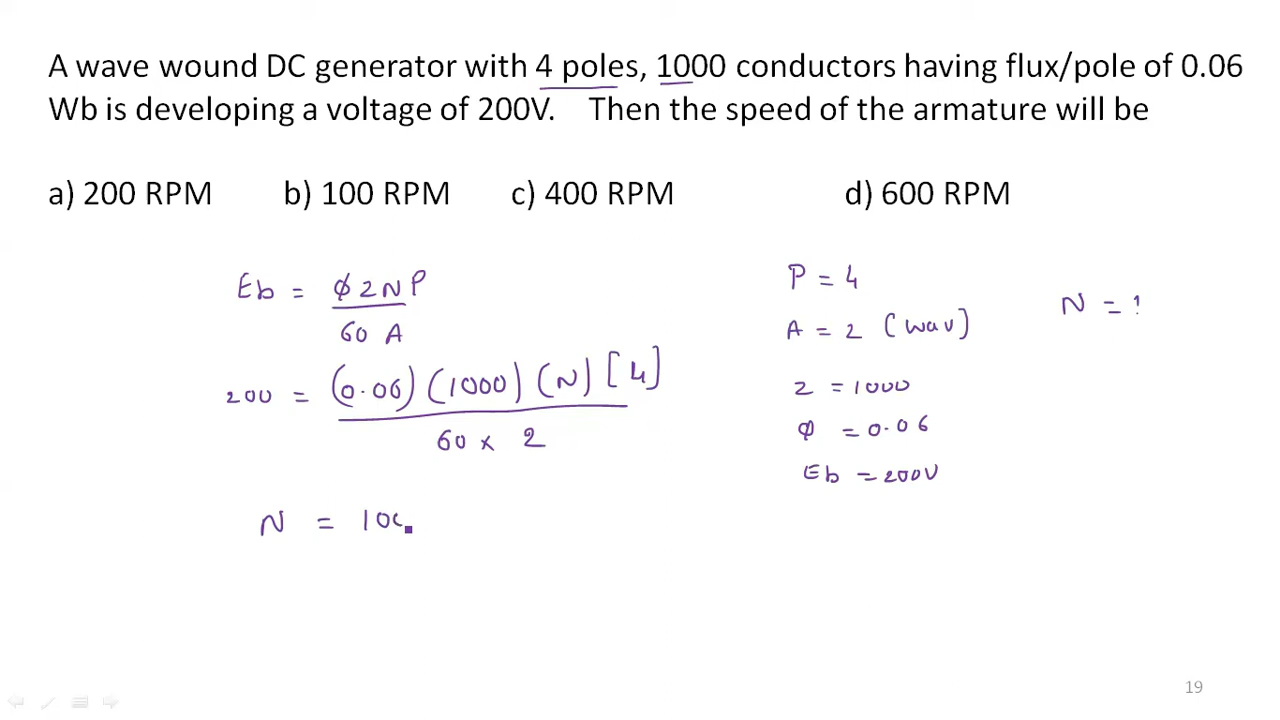 A wave wound DC generator with 4 poles, 1000 conductors having flux/pole of 0.06
Wb is developing a voltage of 200V. Then the speed of the armature will be
a) 200 RPM b) 100 RPM c) 400 RPM d) 600 RPM
Eb = ϕ Z N P
60 A
200 = (0.06) (1000) (N) [4]
60 × 2
N = 100
P = 4
A = 2 (wav)
Z = 1000
ϕ = 0.06
Eb = 200V
N = ?
19